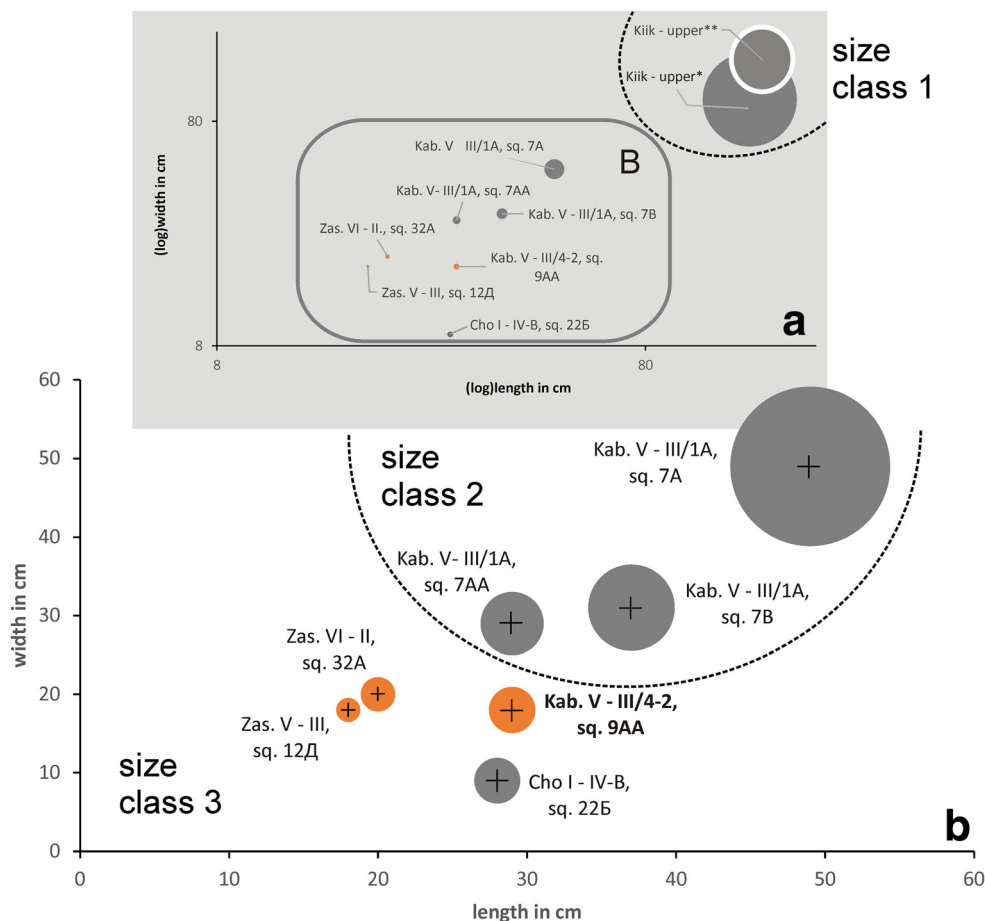 Kiik - upper**
size
class 1
Kiik - upper*
80
(log)width in cm
B
Kab. V   III/1A, sq. 7A
Kab. V- III/1A, sq. 7AA
Kab. V - III/1A, sq. 7B
Zas. VI - II., sq. 32A
Kab. V - III/4-2, sq.
9AA
Zas. V - III, sq. 12Д
Cho I - IV-B, sq. 22Б
a
8
8
80
(log)length in cm
60
50
40
30
20
10
0
width in cm
size
class 2
Kab. V - III/1A,
sq. 7A
Kab. V- III/1A,
sq. 7AA
Kab. V - III/1A,
sq. 7B
Zas. VI - II,
sq. 32A
Zas. V - III,
sq. 12Д
Kab. V - III/4-2,
sq. 9AA
size
class 3
Cho I - IV-B,
sq. 22Б
b
0
10
20
30
40
50
60
length in cm